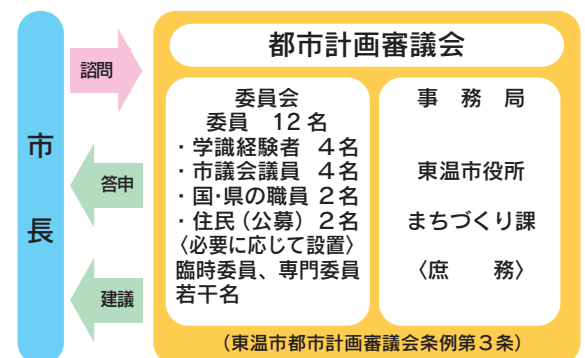 市長
諮問
答申
建議
都市計画審議会
委員会
委員 12名
・学識経験者 4名
・市議会議員 4名
・国・県の職員 2名
・住民(公募) 2名
〈必要に応じて設置〉
臨時委員、専門委員
若干名
事務局
東温市役所
まちづくり課
〈庶務〉
(東温市都市計画審議会条例第3条)